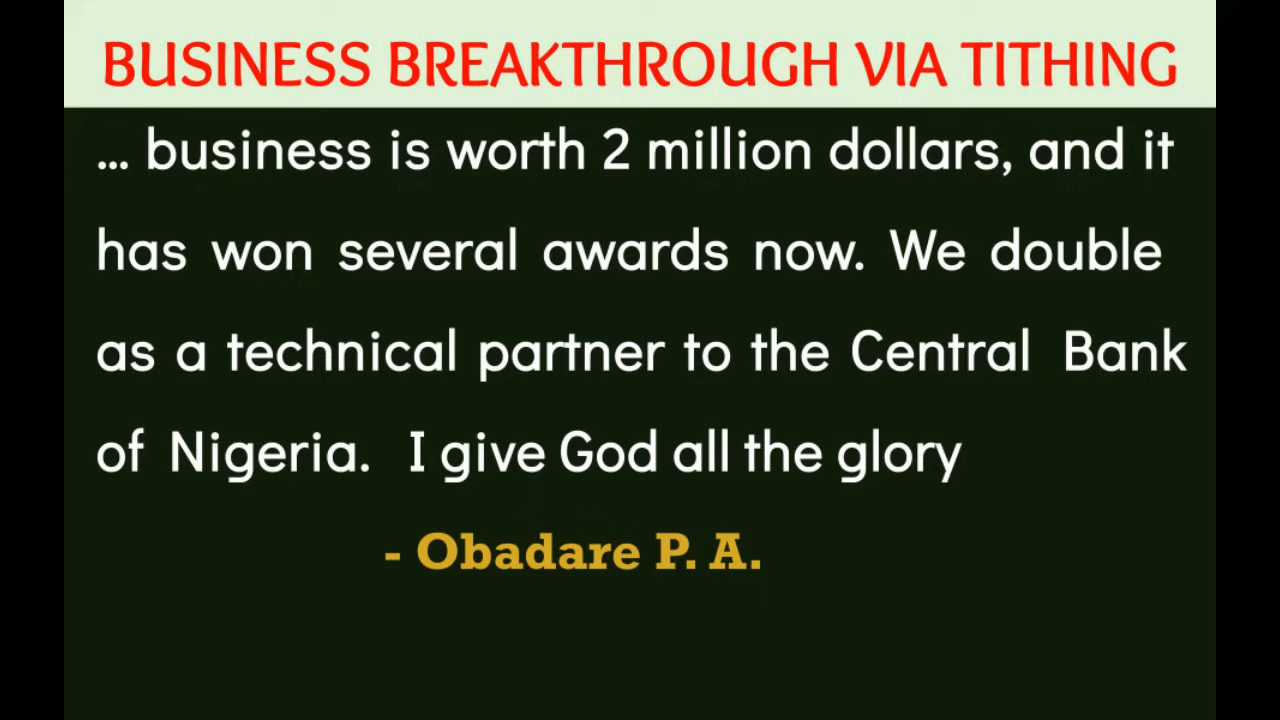 BUSINESS BREAKTHROUGH VIA TITHING
... business is worth 2 million dollars, and it
has won several awards now. We double
as a technical partner to the Central Bank
of Nigeria. I give God all the glory
- Obadare P. A.